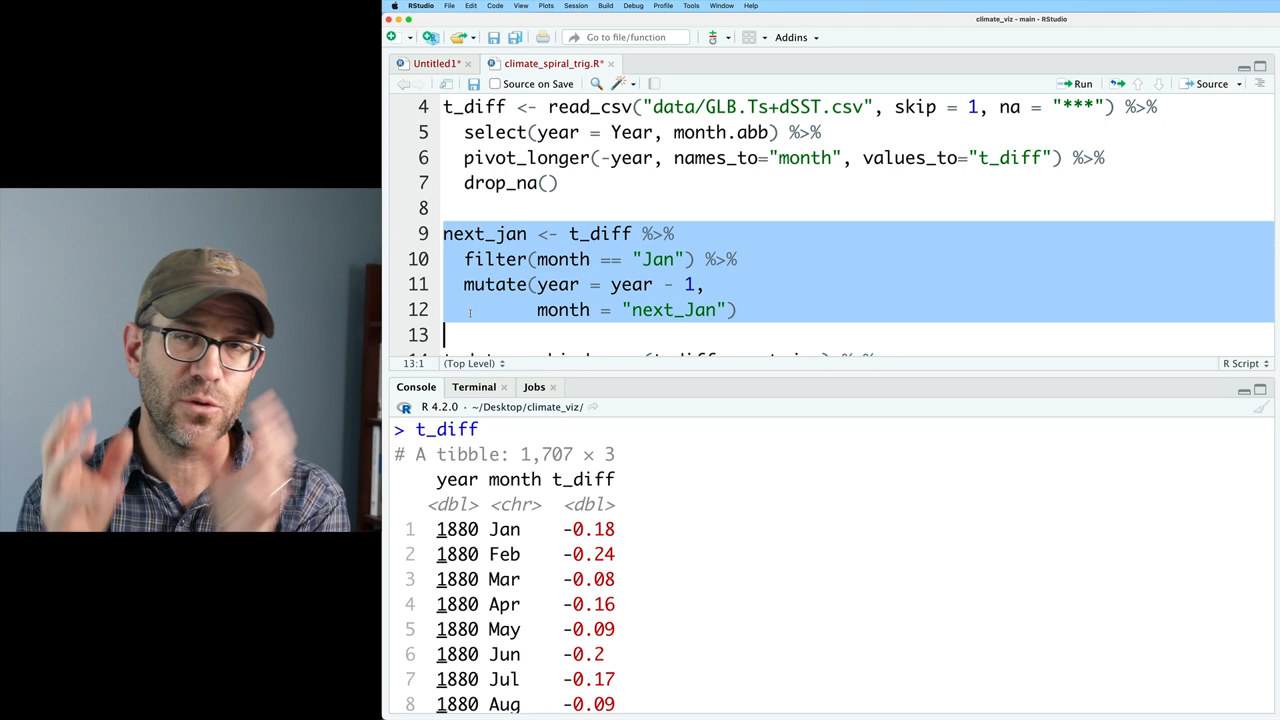 RStudio File Edit Code View Plots Session Build Debug Profile Tools Window Help
climate_viz - main - RStudio
Go to file/function
Addins
Untitled1*
climate_spiral_trig.R*
Source on Save
Run
Source
4 t_diff <- read_csv("data/GLB.Ts+dSST.csv", skip = 1, na = "***") %>%
5 select(year = Year, month.abb) %>%
6 pivot_longer(-year, names_to="month", values_to="t_diff") %>%
7 drop_na()
8
9 next_jan <- t_diff %>%
10 filter(month == "Jan") %>%
11 mutate(year = year - 1,
12 month = "next_Jan")
13
13:1 (Top Level) R Script
Console Terminal Jobs
R 4.2.0 · ~/Desktop/climate_viz/
> t_diff
# A tibble: 1,707 × 3
year month t_diff
<dbl> <chr> <dbl>
1 1880 Jan -0.18
2 1880 Feb -0.24
3 1880 Mar -0.08
4 1880 Apr -0.16
5 1880 May -0.09
6 1880 Jun -0.2
7 1880 Jul -0.17
8 1880 Aug -0.09